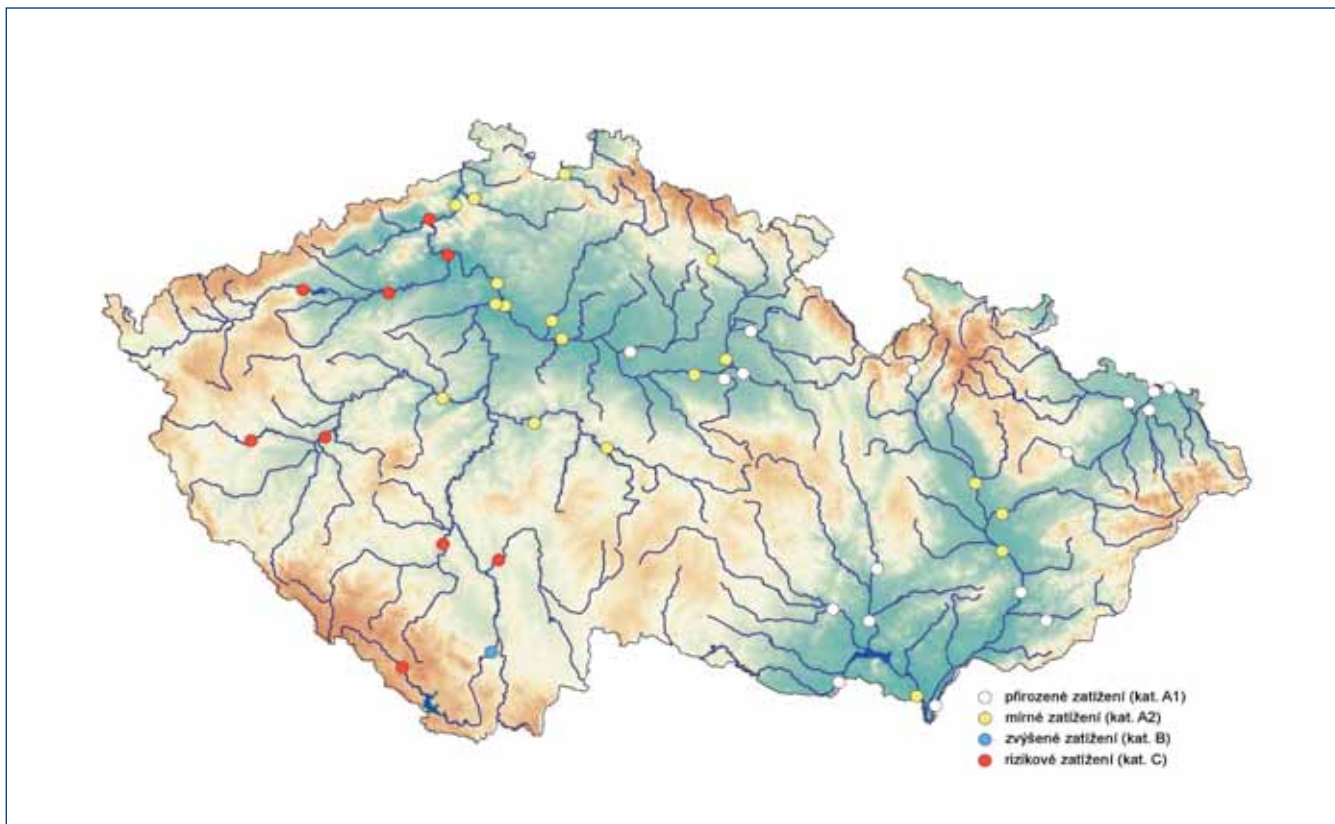 přirozené zatížení (kat. A1)
mírné zatížení (kat. A2)
zvýšené zatížení (kat. B)
rizikové zatížení (kat. C)